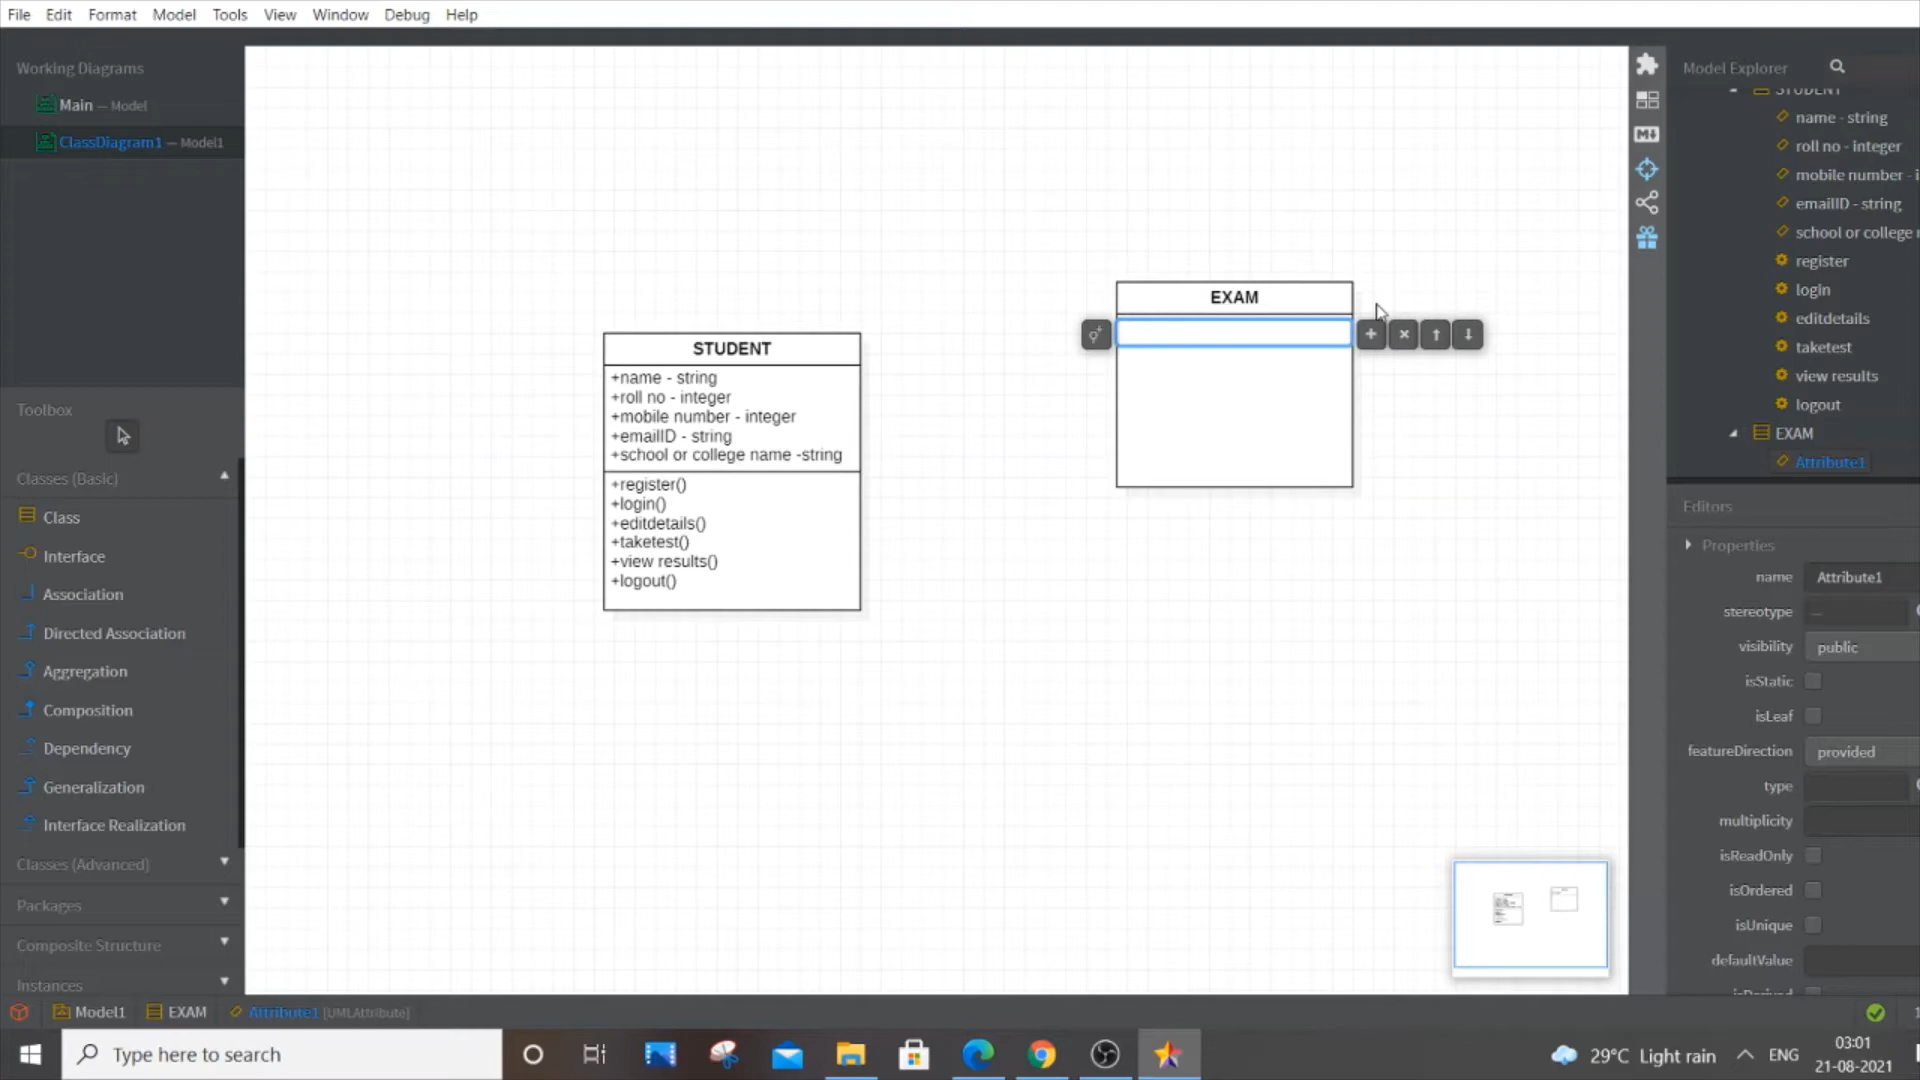 File Edit Format Model Tools View Window Debug Help
Working Diagrams
Main — Model
ClassDiagram1 — Model1
Toolbox
Classes (Basic)
Class
Interface
Association
Directed Association
Aggregation
Composition
Dependency
Generalization
Interface Realization
Classes (Advanced)
Packages
Composite Structure
Instances
STUDENT
+name - string
+roll no - integer
+mobile number - integer
+emailID - string
+school or college name -string
+register()
+login()
+editdetails()
+taketest()
+view results()
+logout()
EXAM
M
Model Explorer
STUDENT
name - string
roll no - integer
mobile number - i
emailID - string
school or college
register
login
editdetails
taketest
view results
logout
EXAM
Attribute1
Editors
Properties
name Attribute1
stereotype —
visibility public
isStatic
isLeaf
featureDirection provided
type
multiplicity
isReadOnly
isOrdered
isUnique
defaultValue
isDerived
Model1 EXAM Attribute1 [UMLAttribute]
Type here to search
29°C Light rain
ENG
03:01
21-08-2021